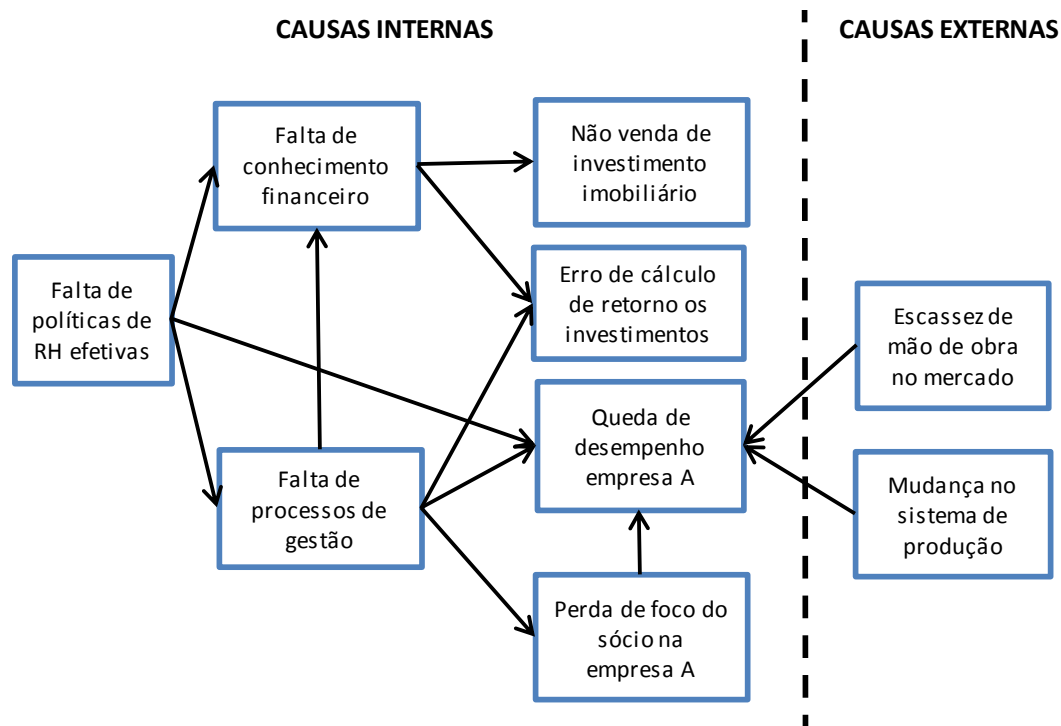 CAUSAS INTERNAS
CAUSAS EXTERNAS
Falta de
conhecimento
financeiro
Não venda de
investimento
imobiliário
Falta de
políticas de
RH efetivas
Erro de cálculo
de retorno os
investimentos
Escassez de
mão de obra
no mercado
Queda de
desempenho
empresa A
Falta de
processos de
gestão
Mudança no
sistema de
produção
Perda de foco do
sócio na
empresa A